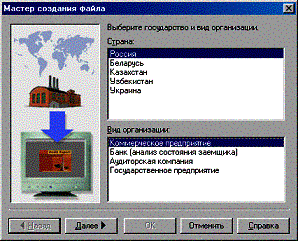 Мастер создания файла
Выберите государство и вид организации.
Страна:
Россия
Беларусь
Казахстан
Узбекистан
Украина
Вид организации:
Коммерческое предприятие
Банк (анализ состояния заемщика)
Аудиторская компания
Государственное предприятие
Назад
Далее
OK
Отменить
Справка